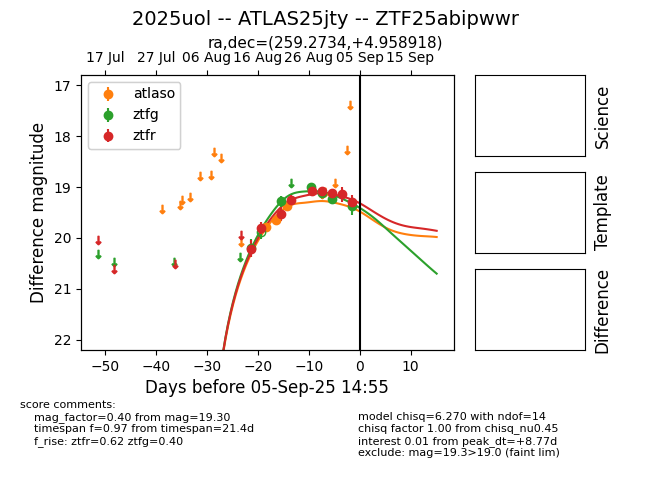 2025uol -- ATLAS25jty -- ZTF25abipwwr
ra,dec=(259.2734,+4.958918)
17 Jul 27 Jul 06 Aug 16 Aug 26 Aug 05 Sep 15 Sep
atlaso
ztfg
ztfr
17
18
19
20
21
22
Difference magnitude
−50 −40 −30 −20 −10 0 10
Days before 05-Sep-25 14:55
Science
Template
Difference
score comments:
mag_factor=0.40 from mag=19.30
timespan f=0.97 from timespan=21.4d
f_rise: ztfr=0.62 ztfg=0.40
model chisq=6.270 with ndof=14
chisq factor 1.00 from chisq_nu0.45
interest 0.01 from peak_dt=+8.77d
exclude: mag=19.3>19.0 (faint lim)